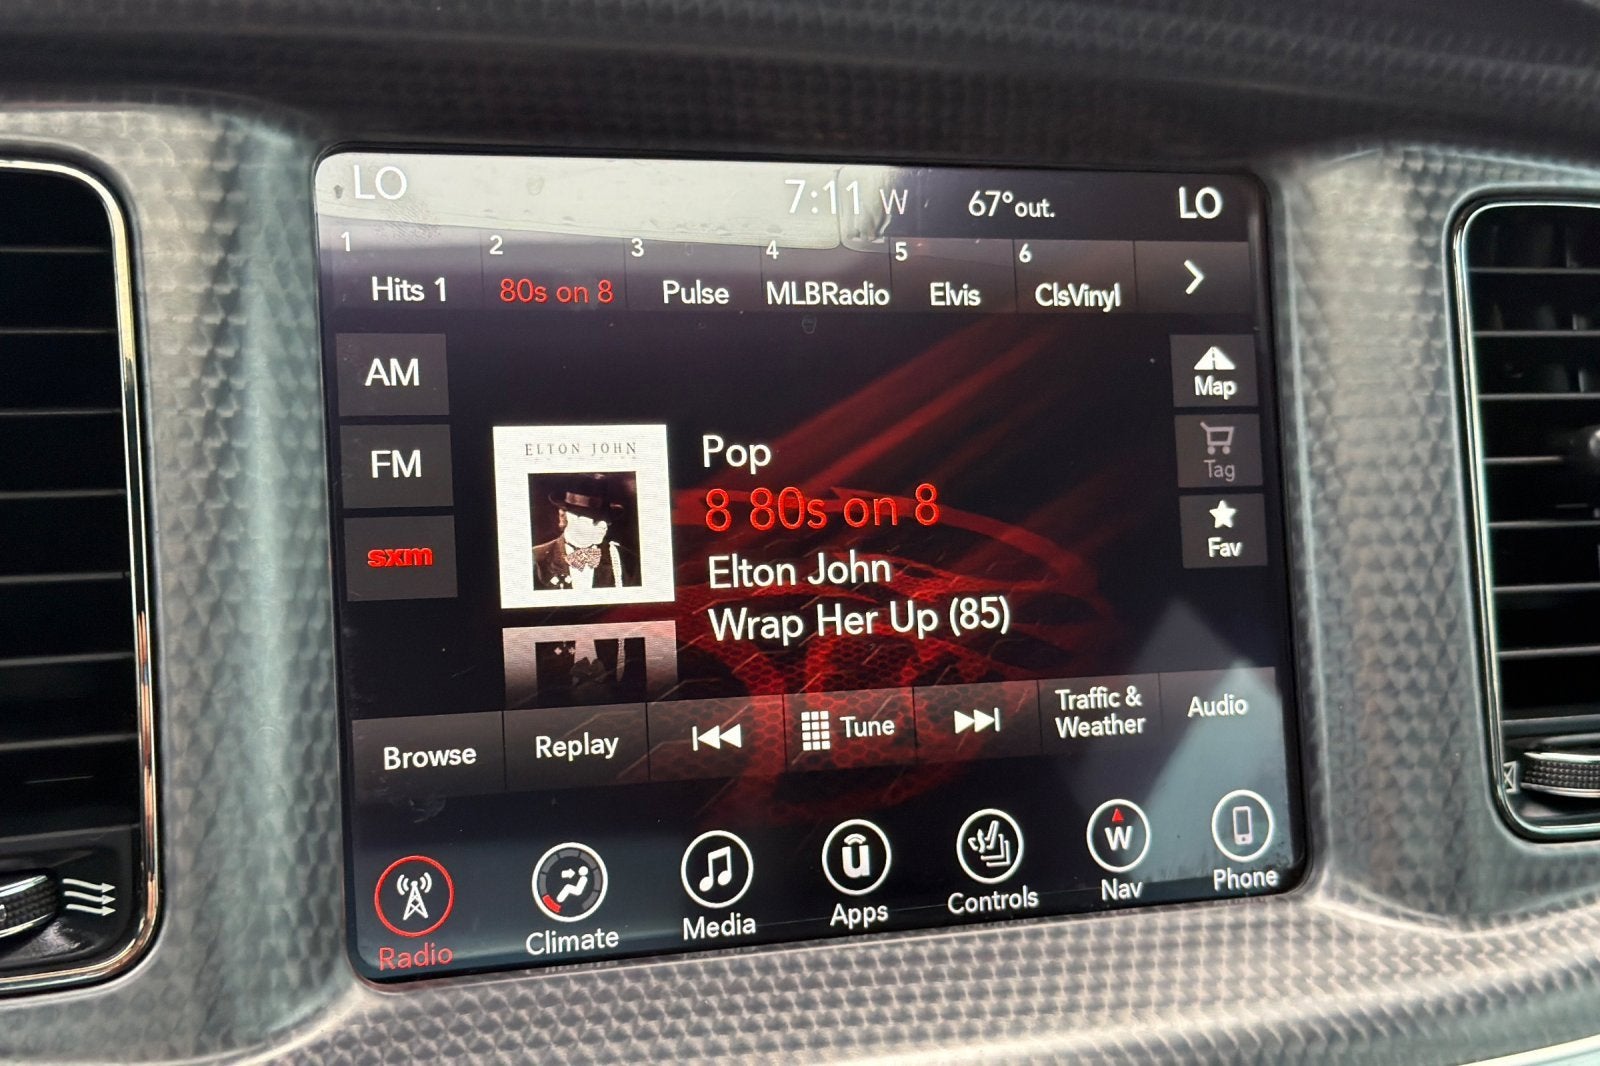 LO 7:11 W 67°out. LO
1 2 3 4 5 6
Hits 1 80s on 8 Pulse MLBRadio Elvis ClsVinyl
AM
FM
sxm
ELTON JOHN
Pop
8 80s on 8
Elton John
Wrap Her Up (85)
Map
Tag
Fav
Browse Replay Tune Traffic & Weather Audio
Radio Climate Media Apps Controls Nav Phone
u
W